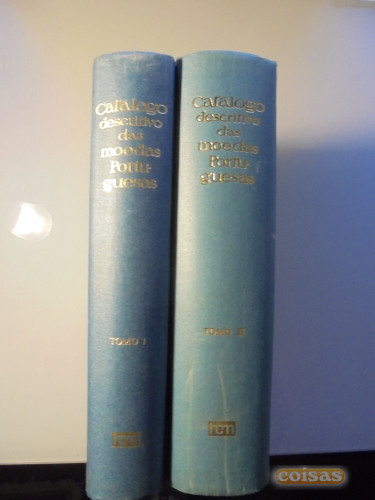 Catálogo
descritivo
das
moedas
Portu-
guesas
TOMO I
incm
Catálogo
descritivo
das
moedas
Portu-
guesas
TOMO II
incm
coisas